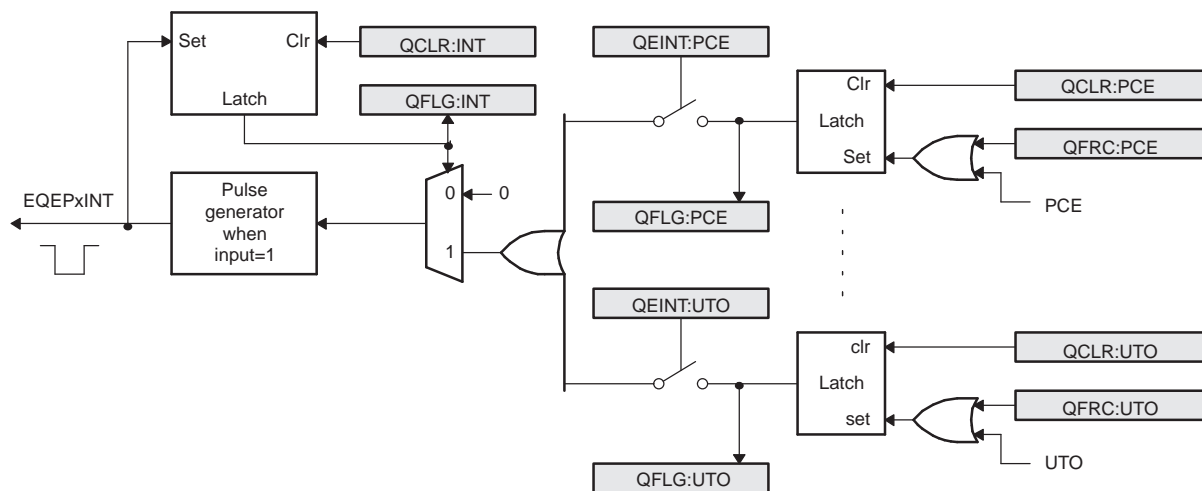 Set
Clr
Latch
QCLR:INT
QFLG:INT
EQEPxINT
Pulse
generator
when
input=1
0
0
1
QEINT:PCE
QFLG:PCE
Clr
Latch
Set
QCLR:PCE
QFRC:PCE
PCE
QEINT:UTO
QFLG:UTO
clr
Latch
set
QCLR:UTO
QFRC:UTO
UTO